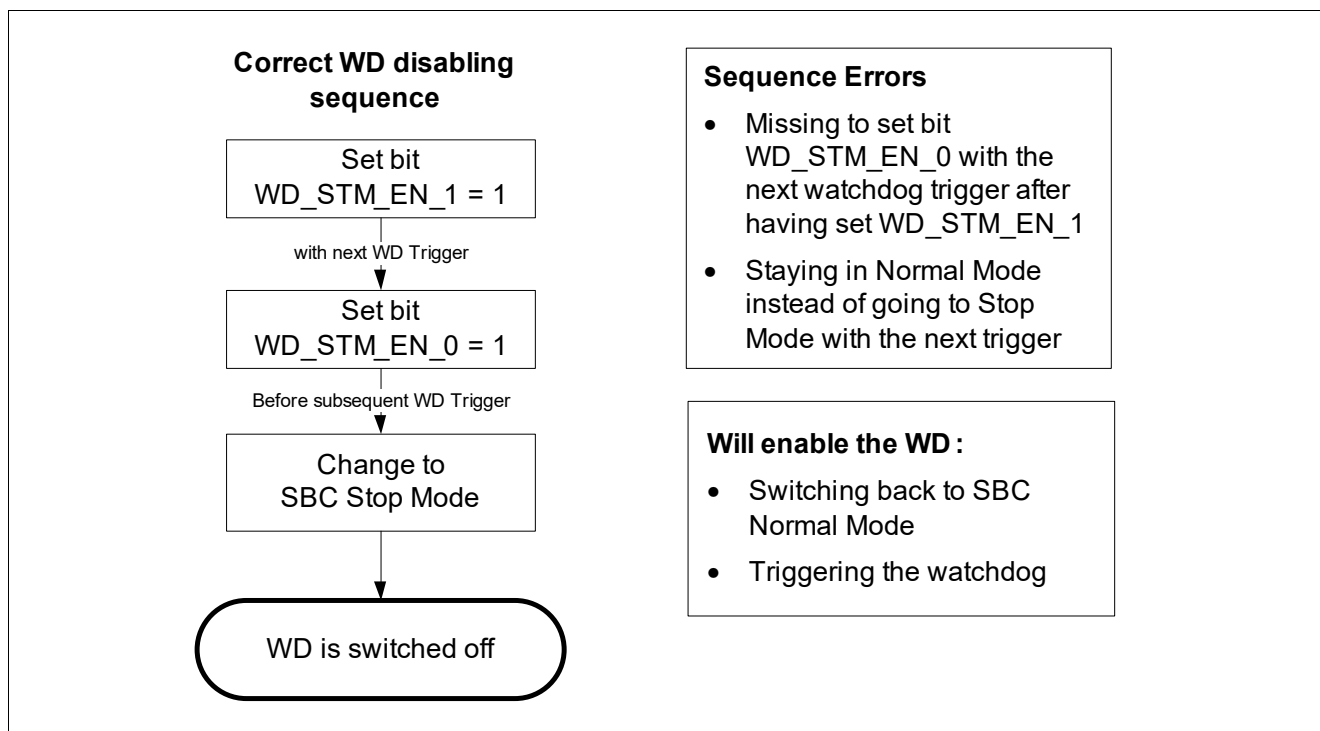 Correct WD disabling
sequence
Set bit
WD_STM_EN_1 = 1
with next WD Trigger
Set bit
WD_STM_EN_0 = 1
Before subsequent WD Trigger
Change to
SBC Stop Mode
WD is switched off
Sequence Errors
• Missing to set bit
WD_STM_EN_0 with the
next watchdog trigger after
having set WD_STM_EN_1
• Staying in Normal Mode
instead of going to Stop
Mode with the next trigger
Will enable the WD :
• Switching back to SBC
Normal Mode
• Triggering the watchdog